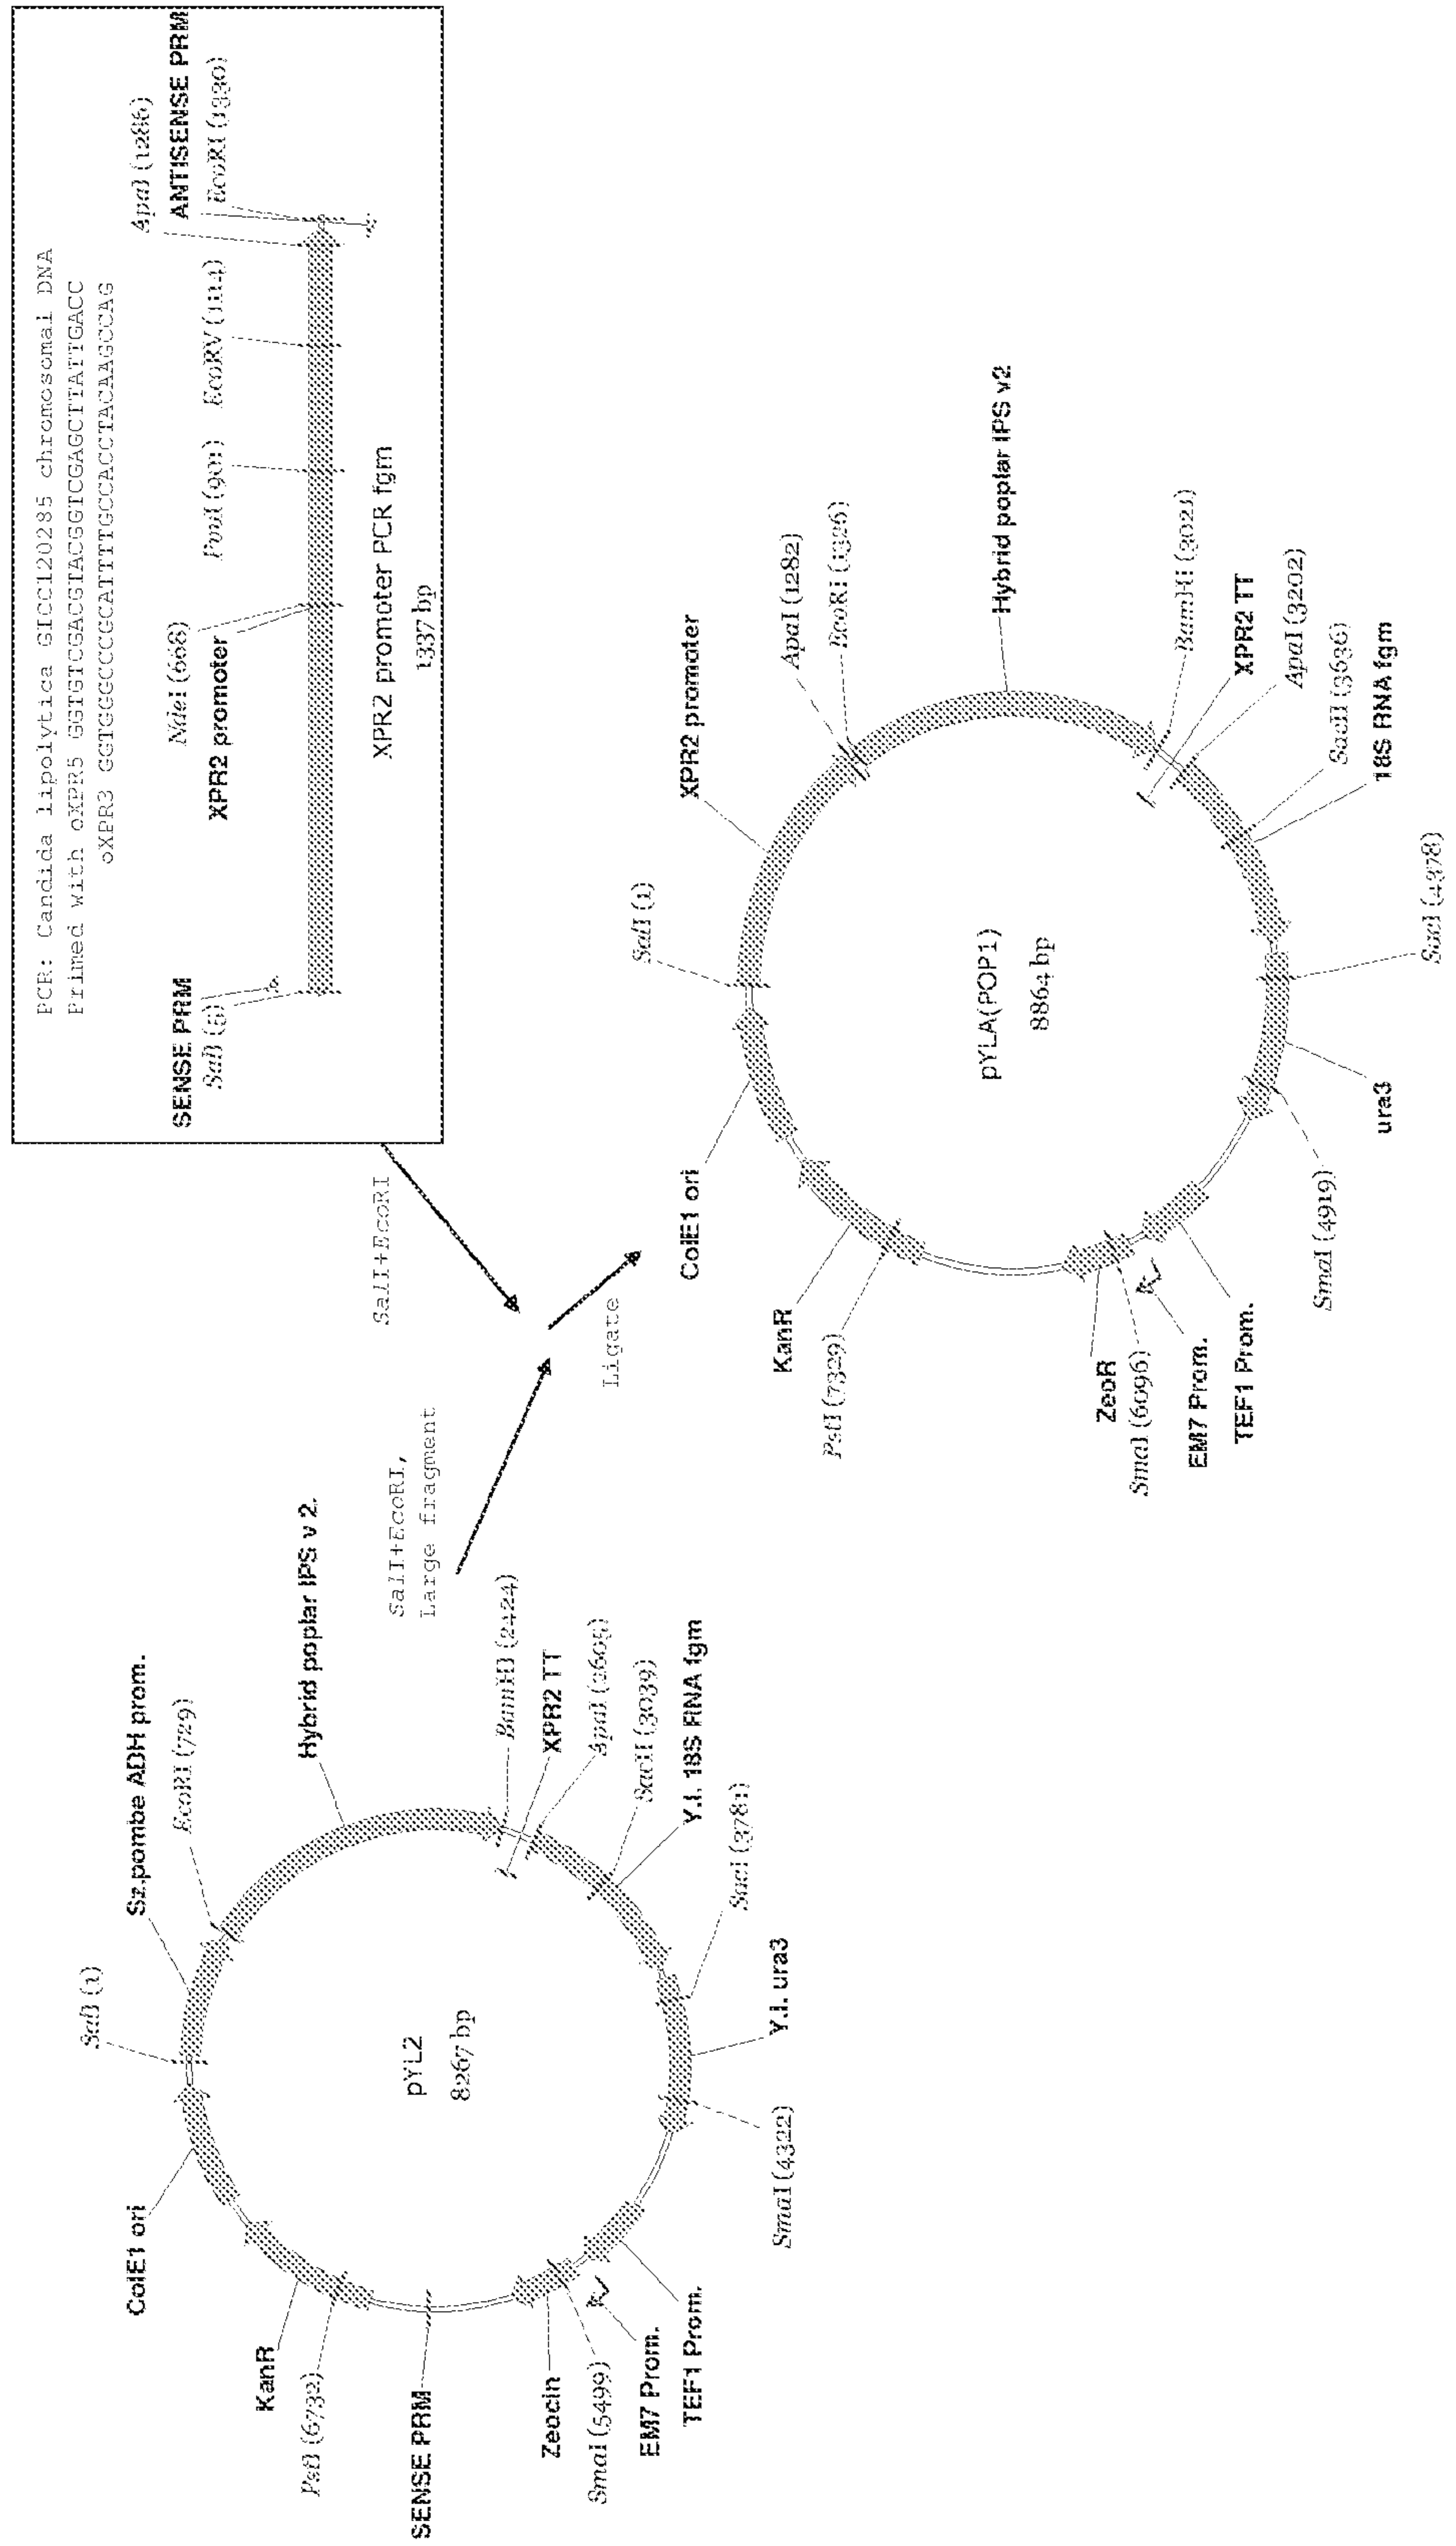 PCR: Candida lipolytica GICC120285 chromosomal DNA
Primed with oXPR5 GGTGTCGACGTACGGTCGAGCTTATTGACC
oXPR3 GGTGGGCCCGCATTTTGCCACCTACAAGCCAG
SENSE PRM
SalI (5)
NdeI (668)
XPR2 promoter
PvuI (901)
EcoRV (1114)
ApaI (1286)
ANTISENSE PRM
EcoRI (1330)
XPR2 promoter PCR fgm
1337 bp
SalI+EcoRI
SalI+EcoRI,
Large fragment
Ligate
SalI (1)
Sz.pombe ADH prom.
EcoRI (729)
Hybrid poplar IPS v 2.
BamHI (2424)
XPR2 TT
ApaI (2605)
SacII (3039)
Y.l. 18S RNA fgm
SacI (3781)
Y.l. ura3
SmaI (4322)
TEF1 Prom.
EM7 Prom.
SmaI (5499)
Zeocin
SENSE PRM
PstI (6732)
KanR
ColE1 ori
pYL2
8267 bp
SalI (1)
XPR2 promoter
ApaI (1282)
EcoRI (1326)
Hybrid poplar IPS v2
BamHI (3021)
XPR2 TT
ApaI (3202)
SacII (3636)
18S RNA fgm
SacI (4378)
ura3
SmaI (4919)
TEF1 Prom.
EM7 Prom.
SmaI (6096)
ZeoR
PstI (7329)
KanR
ColE1 ori
pYLA(POP1)
8864 bp